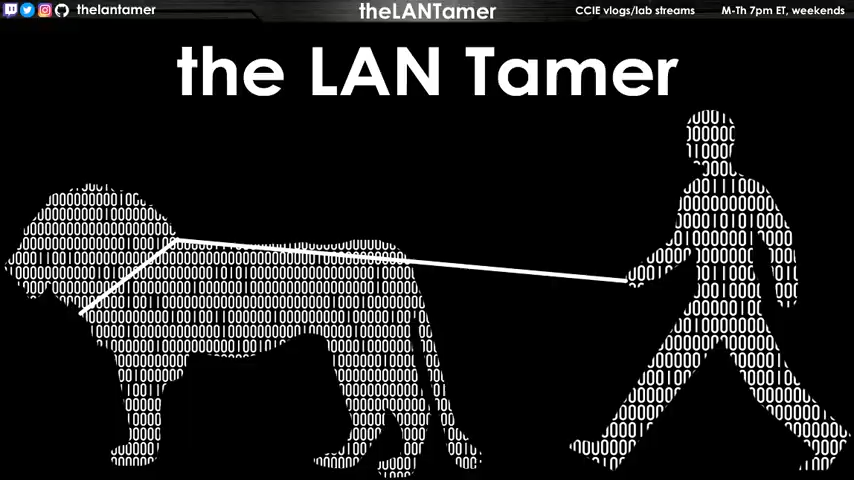 thelantamer
theLANTamer
CCIE vlogs/lab streams
M-Th 7pm ET, weekends
the LAN Tamer